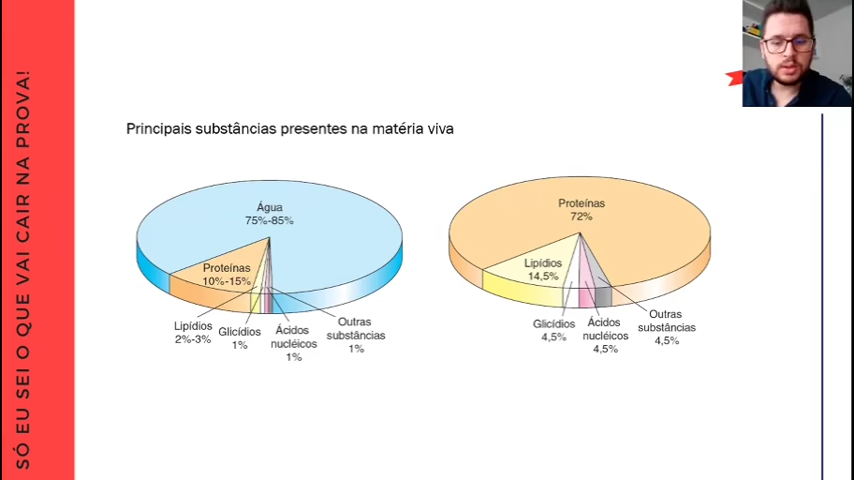 SÓ EU SEI O QUE VAI CAIR NA PROVA!
Principais substâncias presentes na matéria viva
Água
75%-85%
Proteínas
10%-15%
Lipídios
2%-3%
Glicídios
1%
Ácidos
nucléicos
1%
Outras
substâncias
1%
Proteínas
72%
Lipídios
14,5%
Glicídios
4,5%
Ácidos
nucléicos
4,5%
Outras
substâncias
4,5%